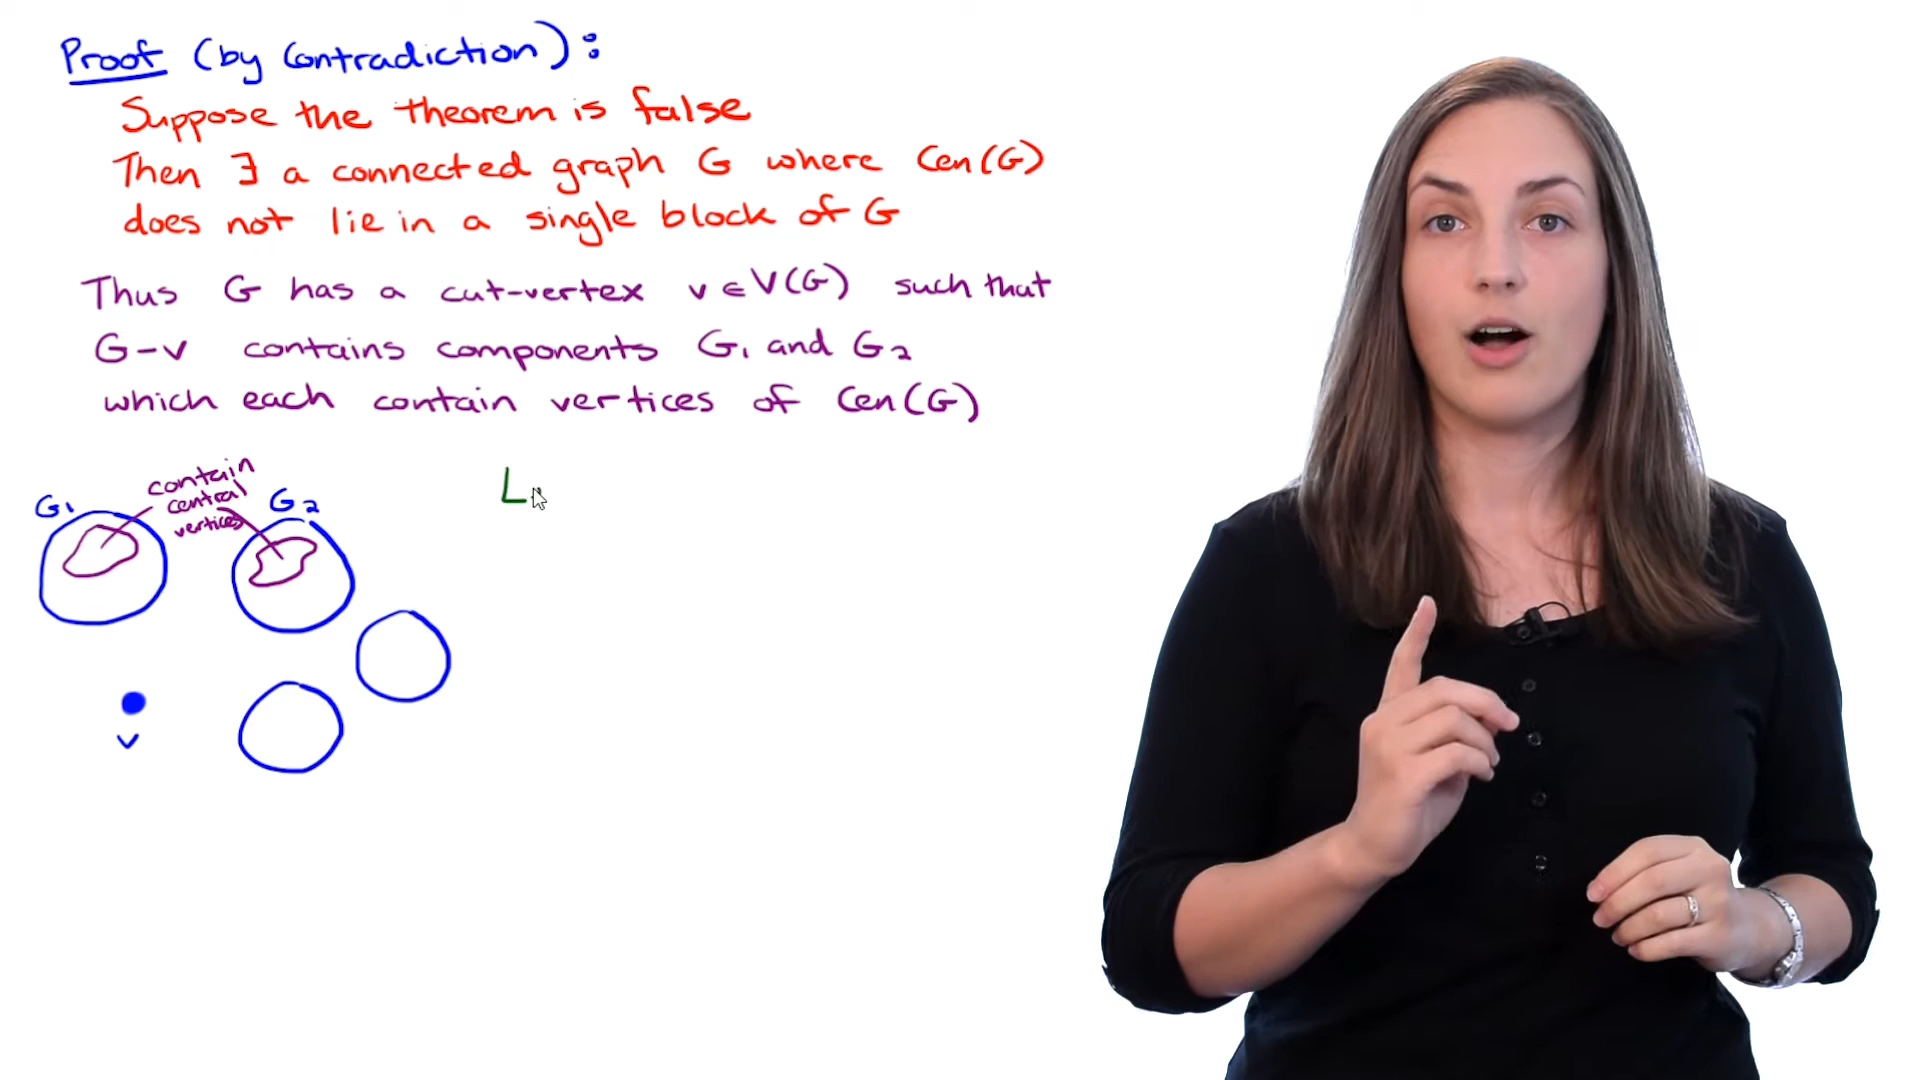 Proof (by Contradiction):
Suppose the theorem is false
Then ∃ a connected graph G where Cen(G)
does not lie in a single block of G
Thus G has a cut-vertex v∈V(G) such that
G-v contains components G₁ and G₂
which each contain vertices of Cen(G)
contain
central
vertices
G₁
G₂
v
L